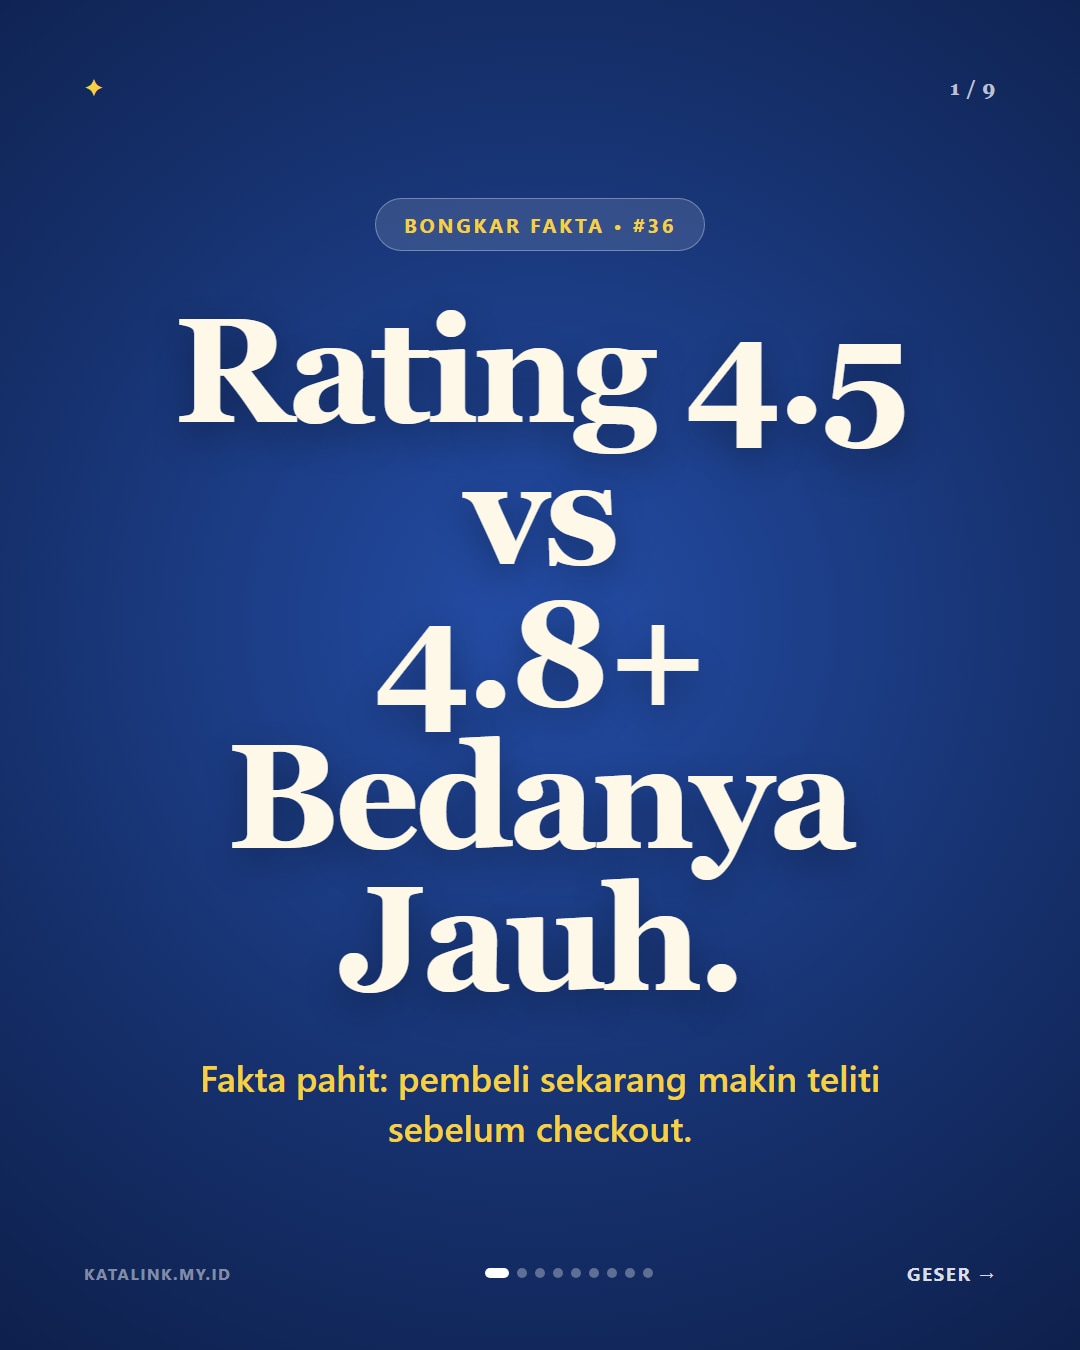 1 / 9
BONGKAR FAKTA • #36
Rating 4.5
vs
4.8+
Bedanya
Jauh.
Fakta pahit: pembeli sekarang makin teliti
sebelum checkout.
KATALINK.MY.ID
GESER →